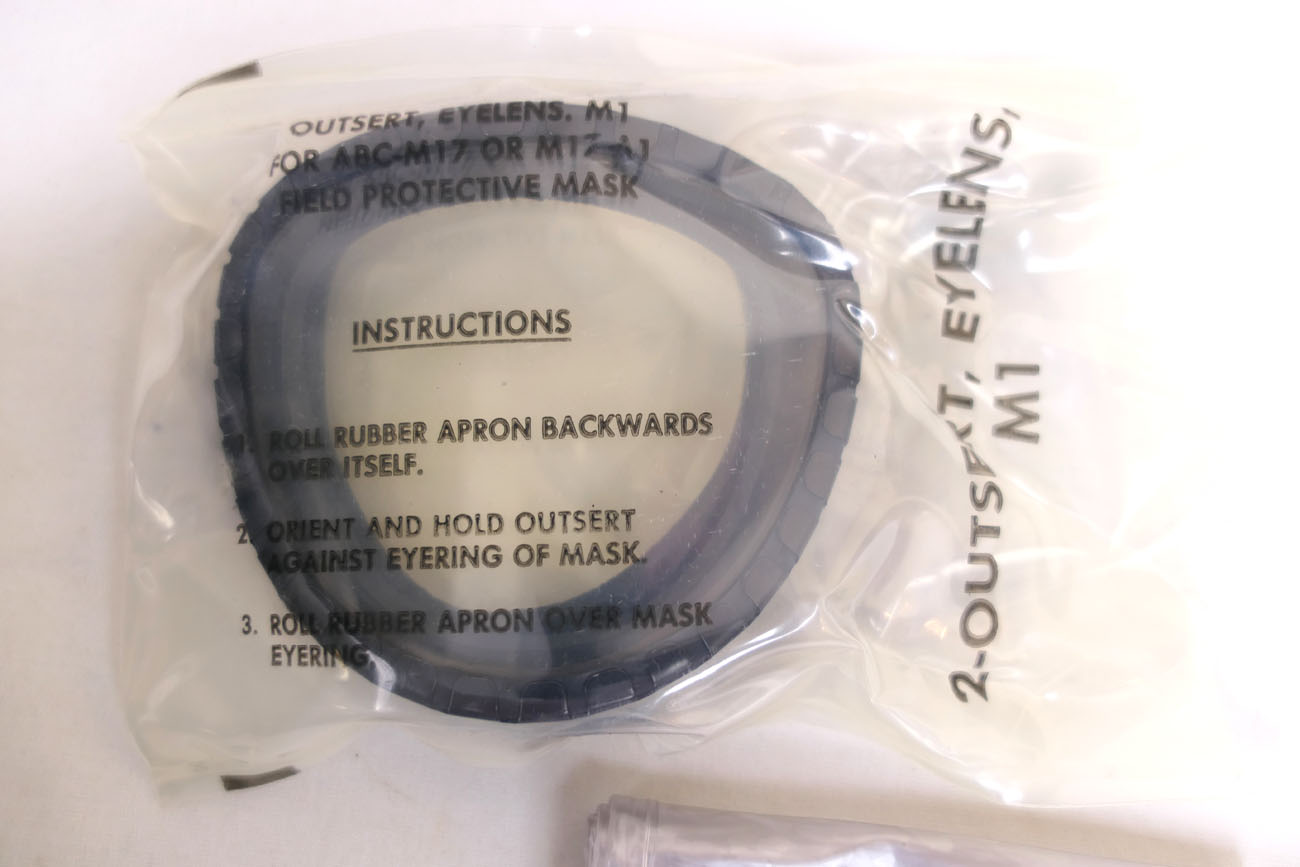 OUTSERT, EYELENS, M1
FOR ABC-M17 OR M17-A1
FIELD PROTECTIVE MASK
INSTRUCTIONS
1. ROLL RUBBER APRON BACKWARDS
OVER ITSELF.
2. ORIENT AND HOLD OUTSERT
AGAINST EYERING OF MASK.
3. ROLL RUBBER APRON OVER MASK
EYERING.
2-OUTSERT, EYELENS,
M1